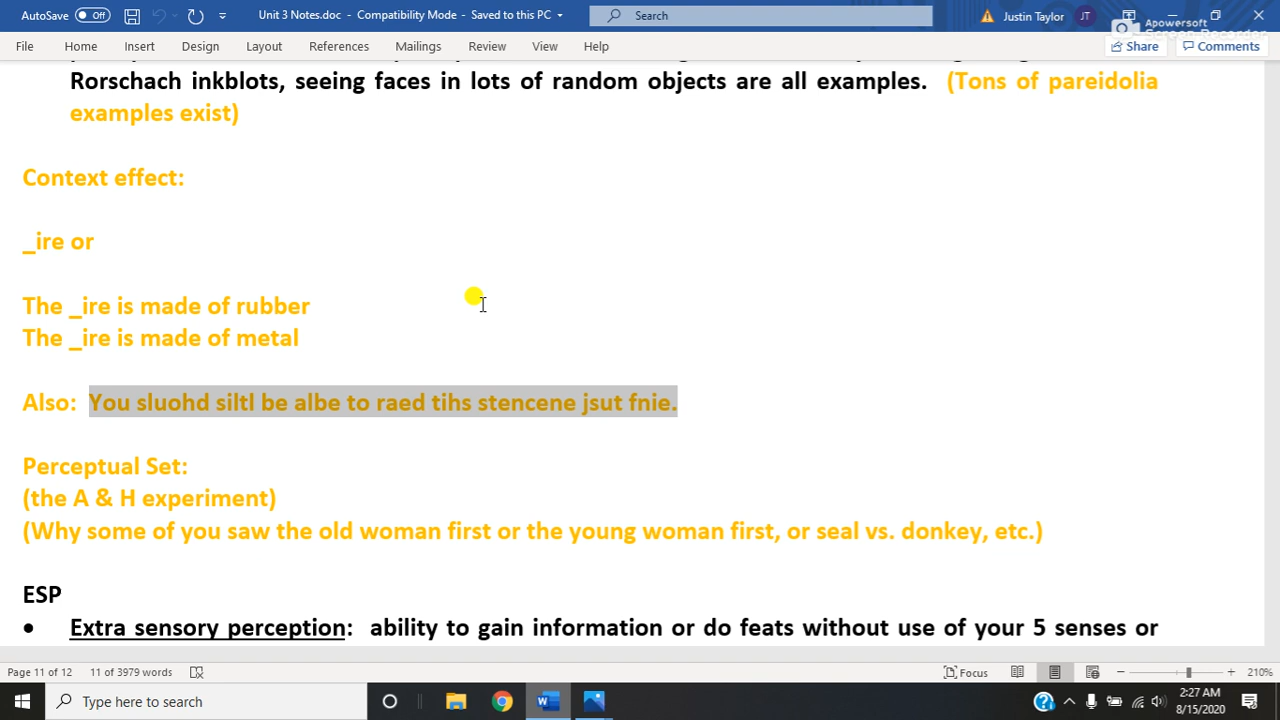 AutoSave Off Unit 3 Notes.doc - Compatibility Mode - Saved to this PC Search Justin Taylor JT
Apowersoft
Screen Recorder
File Home Insert Design Layout References Mailings Review View Help Share Comments
Rorschach inkblots, seeing faces in lots of random objects are all examples. (Tons of pareidolia
examples exist)
Context effect:
_ire or
The _ire is made of rubber
The _ire is made of metal
Also: You sluohd siltl be albe to raed tihs stencene jsut fnie.
Perceptual Set:
(the A & H experiment)
(Why some of you saw the old woman first or the young woman first, or seal vs. donkey, etc.)
ESP
• Extra sensory perception: ability to gain information or do feats without use of your 5 senses or
Page 11 of 12 11 of 3979 words Focus 210%
Type here to search 2:27 AM
8/15/2020